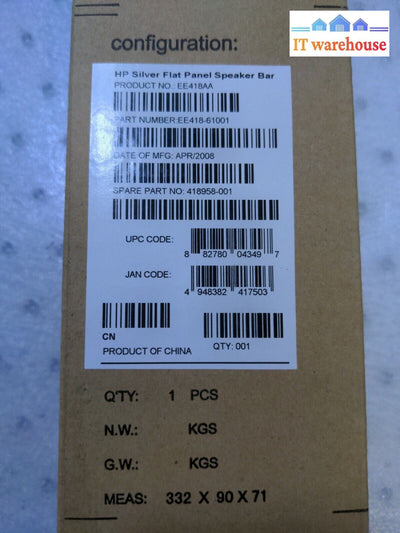 IT warehouse
configuration:
HP Silver Flat Panel Speaker Bar
PRODUCT NO.: EE418AA
PART NUMBER:EE418-61001
DATE OF MFG: APR/2008
SPARE PART NO: 418958-001
UPC CODE:
8 82780 04349 7
JAN CODE:
4 948382 417503
CN
PRODUCT OF CHINA
QTY: 001
Q'TY: 1 PCS
N.W.: KGS
G.W.: KGS
MEAS: 332 X 90 X 71